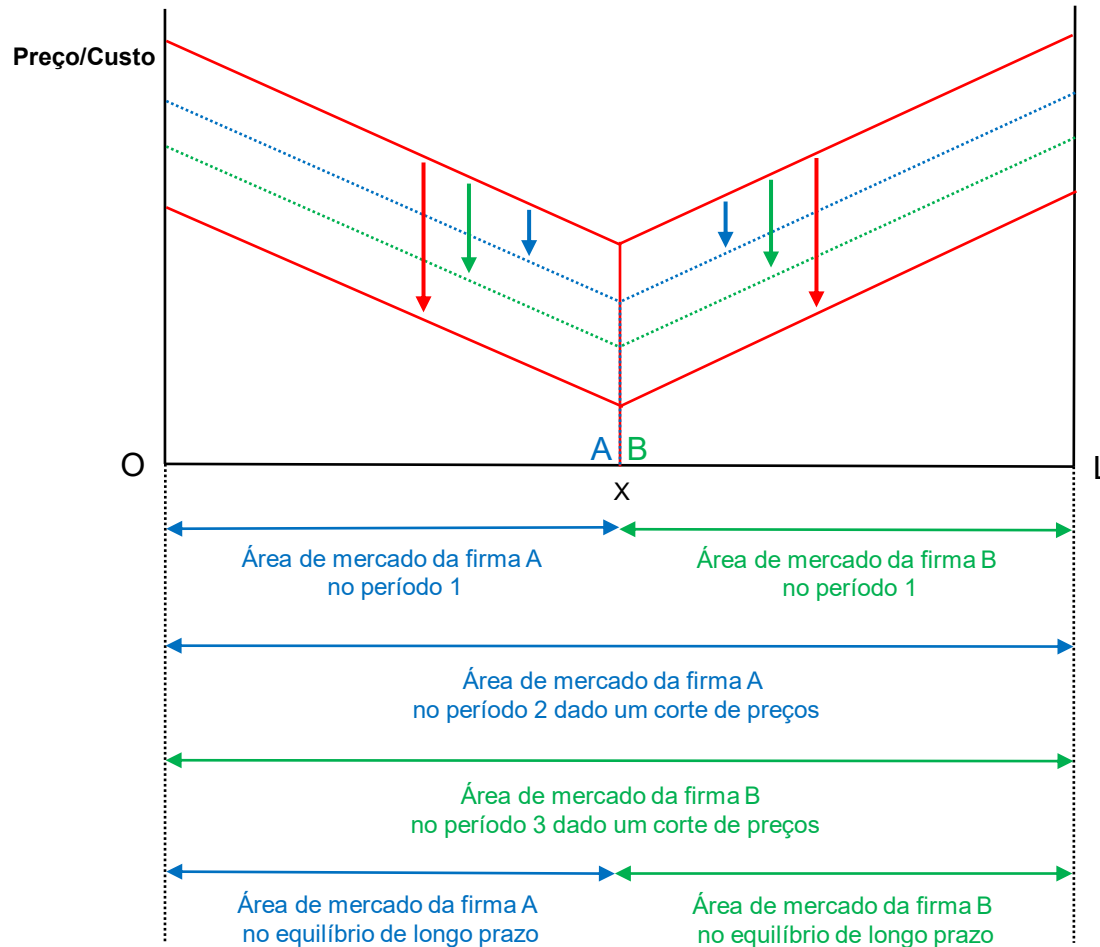 Preço/Custo
A B
O
L
X
Área de mercado da firma A
no período 1
Área de mercado da firma B
no período 1
Área de mercado da firma A
no período 2 dado um corte de preços
Área de mercado da firma B
no período 3 dado um corte de preços
Área de mercado da firma A
no equilíbrio de longo prazo
Área de mercado da firma B
no equilíbrio de longo prazo